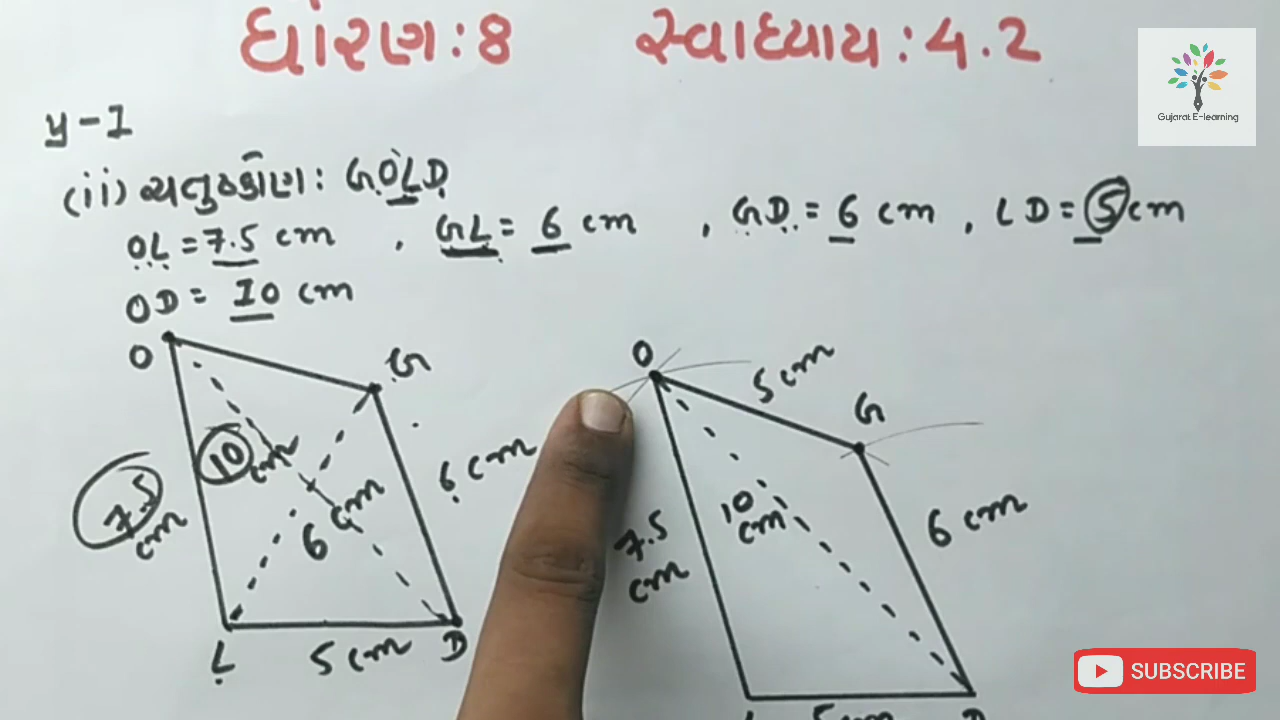 ધોરણ : 8 સ્વાધ્યાય : 4.2
Gujarat E-learning
y-1
(ii) ચતુષ્કોણ : GOLD
OL = 7.5 cm , GL = 6 cm , GD = 6 cm , LD = 5 cm
OD = 10 cm
O
G
10 cm
7.5 cm
6 cm
6 cm
L
5 cm
D
O
5 cm
G
10 cm
7.5 cm
6 cm
5 cm
SUBSCRIBE